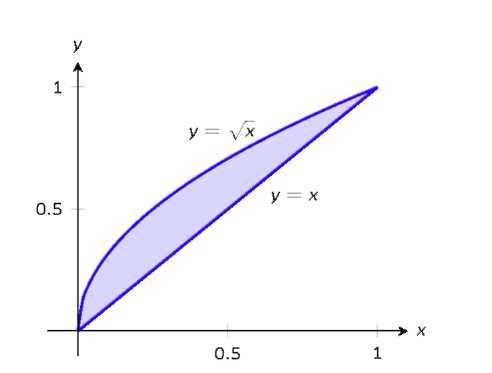 y
1
y = √x
y = x
0.5
x
0.5
1